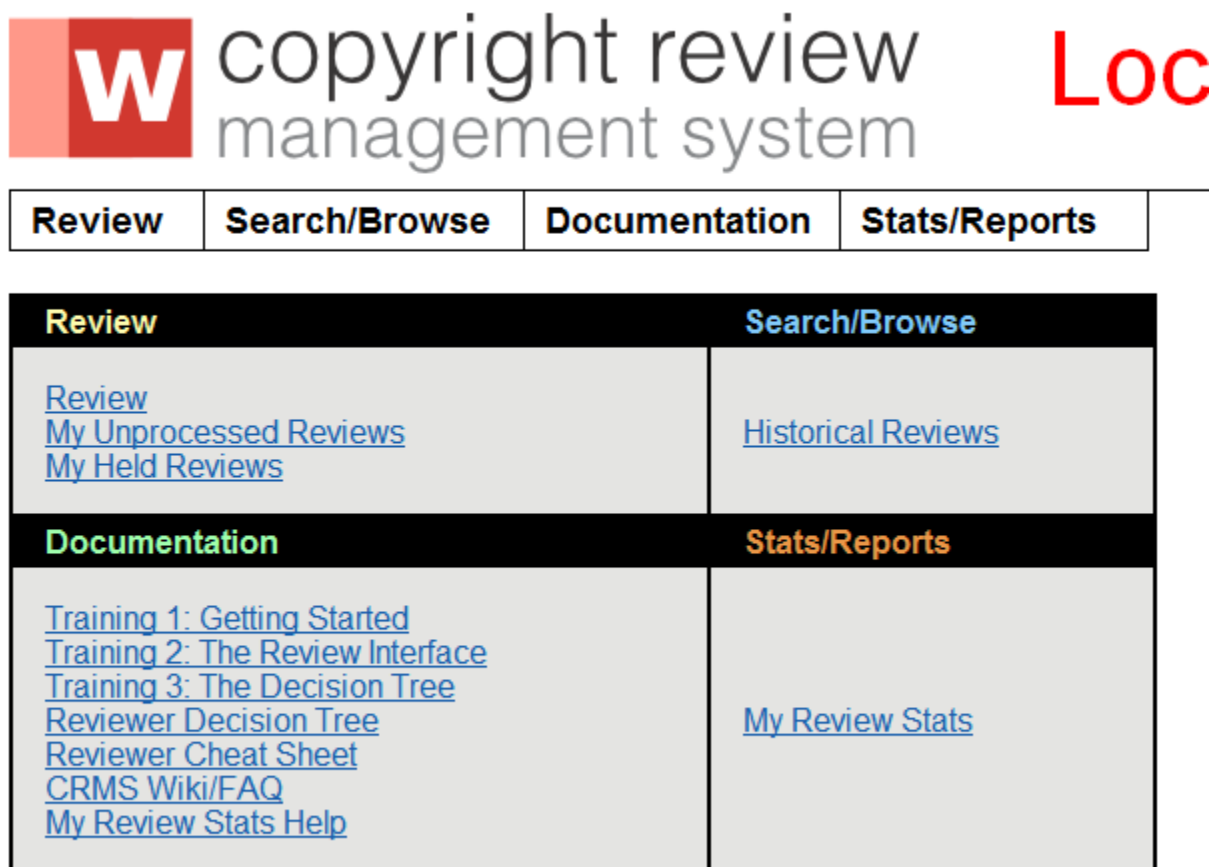 W copyright review
management system
Loc
Review Search/Browse Documentation Stats/Reports
Review
Search/Browse
Review
My Unprocessed Reviews
My Held Reviews
Historical Reviews
Documentation
Stats/Reports
Training 1: Getting Started
Training 2: The Review Interface
Training 3: The Decision Tree
Reviewer Decision Tree
Reviewer Cheat Sheet
CRMS Wiki/FAQ
My Review Stats Help
My Review Stats